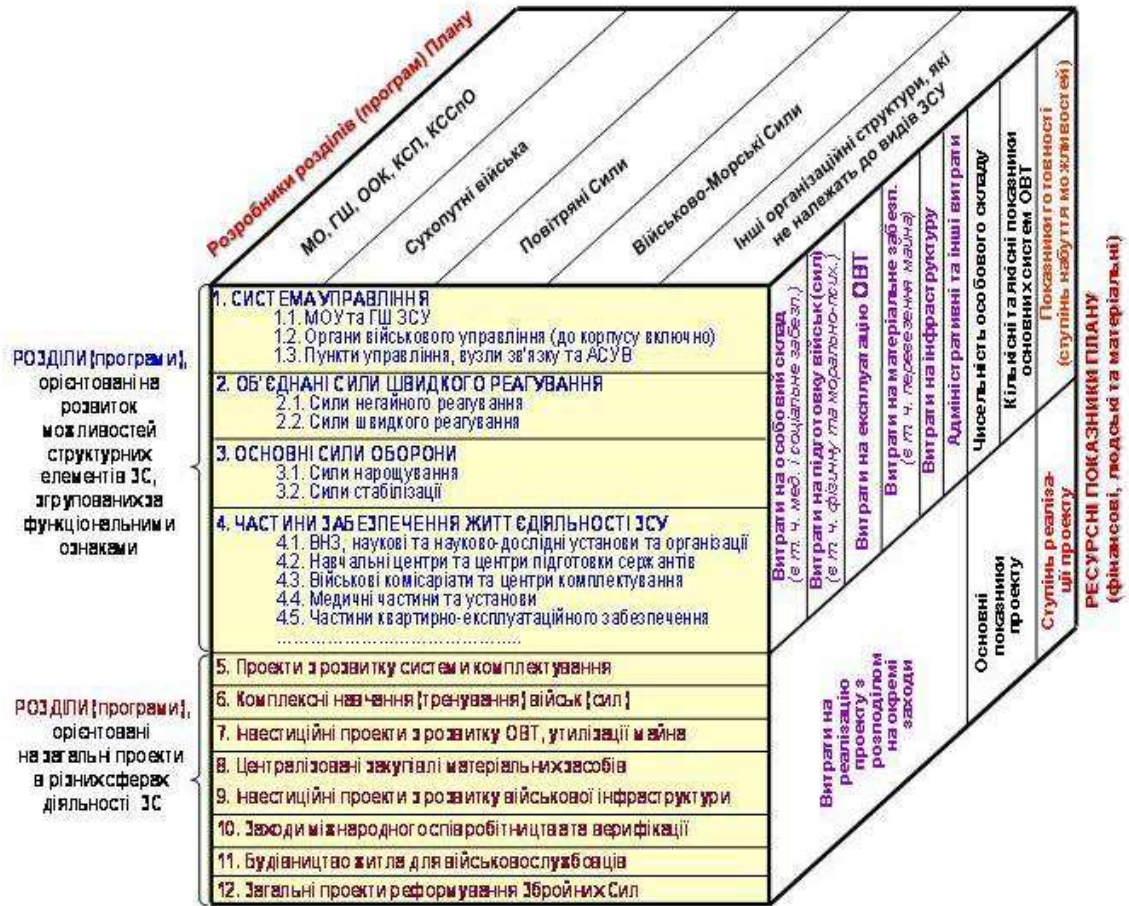 Розробники розділів (програм) Плану
МО, ГШ, ООК, КСП, КССпО
Сухопутні війська
Повітряні Сили
Військово-Морські Сили
Інші організаційні структури, які
не належать до видів ЗСУ
РОЗДІЛИ (програми),
орієнтовані на
розвиток
можливостей
структурних
елементів ЗС,
згрупованих за
функціональними
ознаками
1. СИСТЕМА УПРАВЛІННЯ
1.1. МОУ та ГШ ЗСУ
1.2. Органи військового управління (до корпусу включно)
1.3. Пункти управління, вузли зв'язку та АСУВ
2. ОБ'ЄДНАНІ СИЛИ ШВИДКОГО РЕАГУВАННЯ
2.1. Сили негайного реагування
2.2. Сили швидкого реагування
3. ОСНОВНІ СИЛИ ОБОРОНИ
3.1. Сили нарощування
3.2. Сили стабілізації
4. ЧАСТИНИ ЗАБЕЗПЕЧЕННЯ ЖИТТЄДІЯЛЬНОСТІ ЗСУ
4.1. ВНЗ, наукові та науково-дослідні установи та організації
4.2. Навчальні центри та центри підготовки сержантів
4.3. Військові комісаріати та центри комплектування
4.4. Медичні частини та установи
4.5. Частини квартирно-експлуатаційного забезпечення
.......................................
РОЗДІЛИ (програми),
орієнтовані
на загальні проекти
в різних сферах
діяльності ЗС
5. Проекти з розвитку системи комплектування
6. Комплексні навчання (тренування) військ (сил)
7. Інвестиційні проекти з розвитку ОВТ, утилізації майна
8. Централізовані закупівлі матеріальних засобів
9. Інвестиційні проекти з розвитку військової інфраструктури
10. Заходи міжнародного співробітництва та верифікації
11. Будівництво житла для військовослужбовців
12. Загальні проекти реформування Збройних Сил
Витрати на особовий склад
(в т. ч. мед. і соціальне забезп.)
Витрати на підготовку військ (сил)
(в т. ч. фізичну та морально-псих.)
Витрати на експлуатацію ОВТ
Витрати на матеріальне забезп.
(в т. ч. перевезення майна)
Витрати на інфраструктуру
Адміністративні та інші витрати
Чисельність особового складу
Кількісні та якісні показники
основних систем ОВТ
Показники готовності
(ступінь набуття можливостей)
Витрати на
реалізацію
проекту з
розподілом
на окремі
заходи
Основні
показники
проекту
Ступінь реаліза-
ції проекту
РЕСУРСНІ ПОКАЗНИКИ ПЛАНУ
(фінансові, людські та матеріальні)